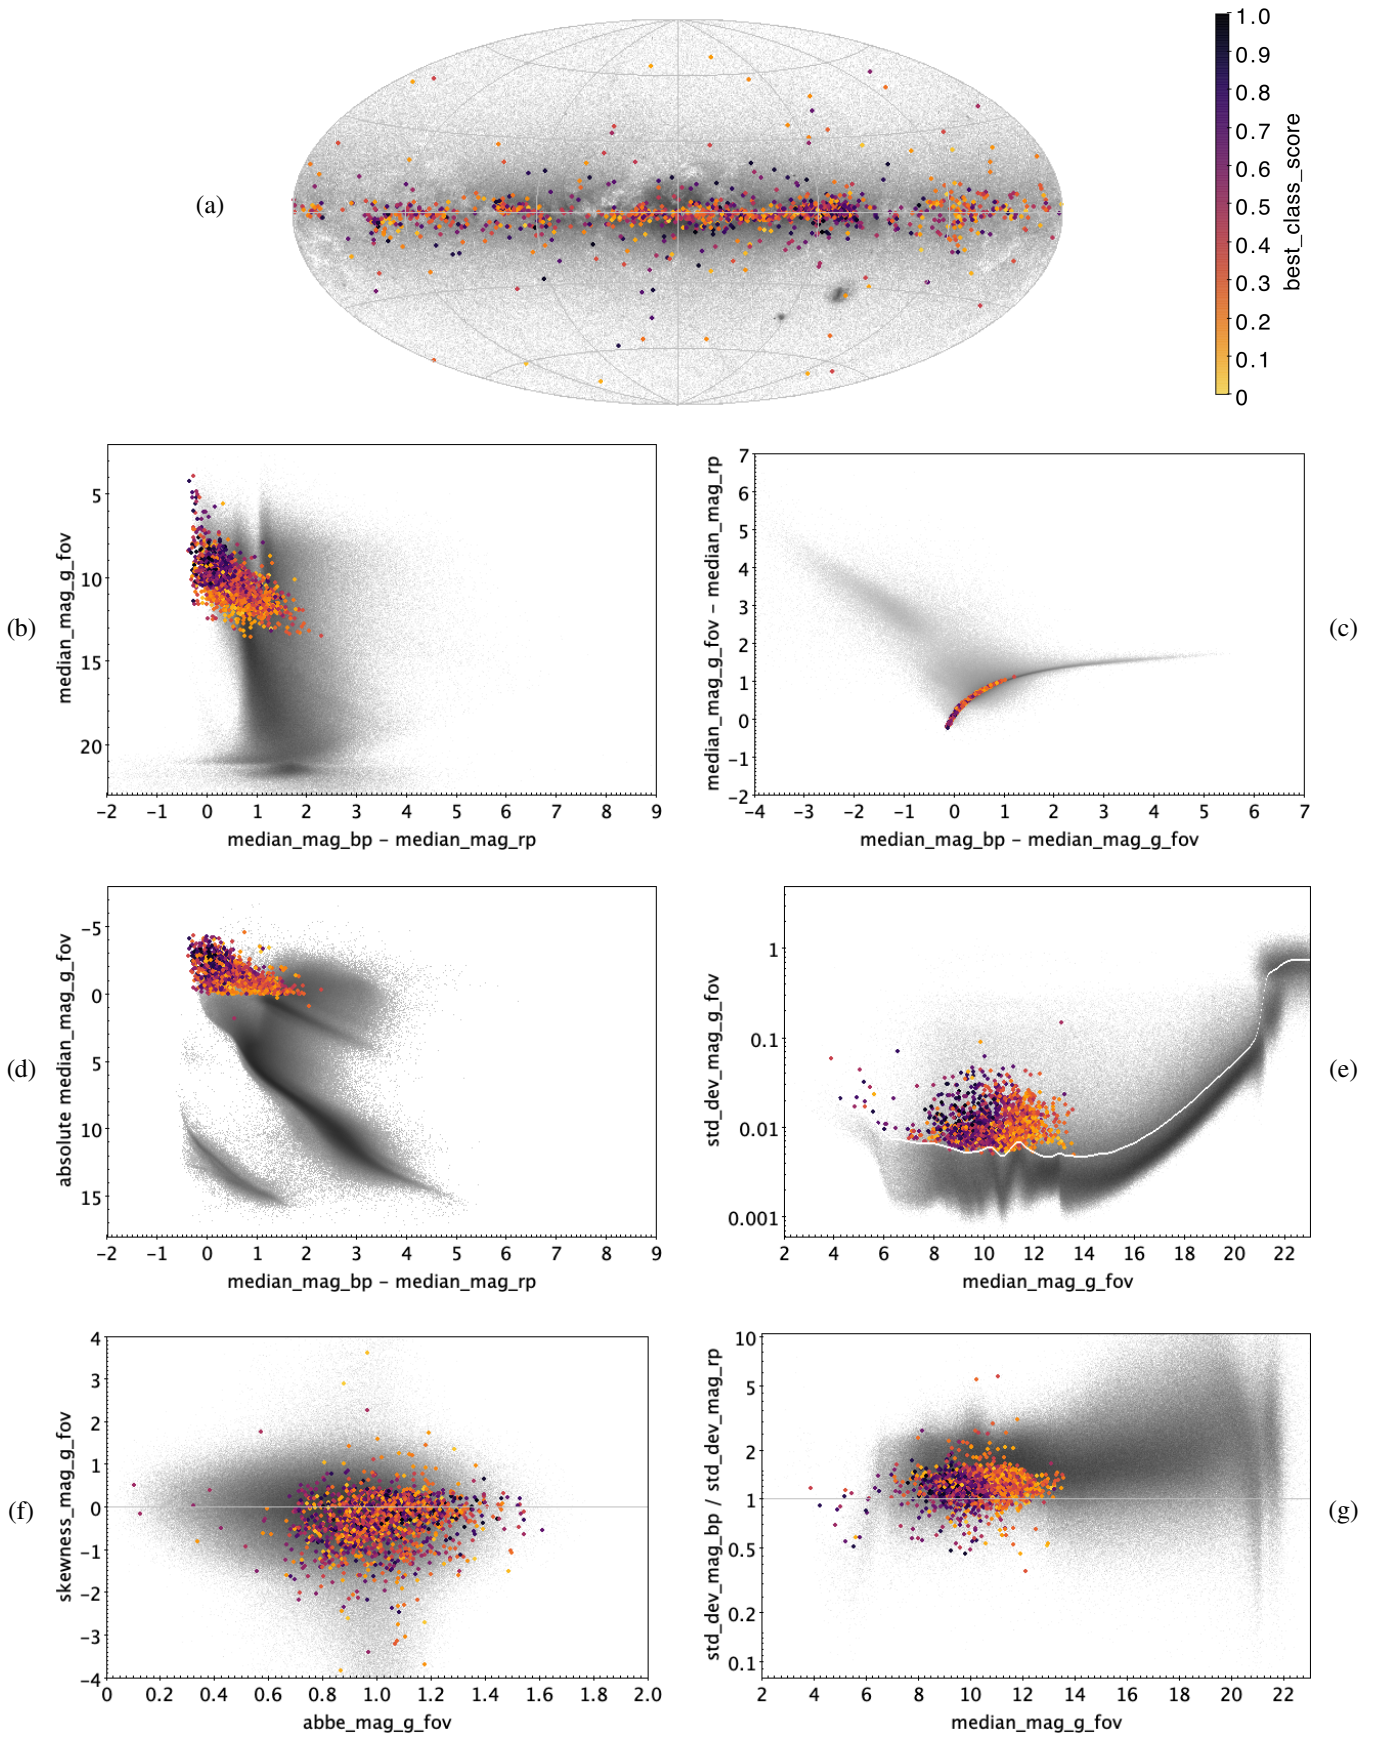 (a)
1.0
0.9
0.8
0.7
0.6
0.5
0.4
0.3
0.2
0.1
0
best_class_score
(b)
5
10
15
20
median_mag_g_fov
−2 −1 0 1 2 3 4 5 6 7 8 9
median_mag_bp − median_mag_rp
(c)
7
6
5
4
3
2
1
0
−1
−2
median_mag_g_fov − median_mag_rp
−4 −3 −2 −1 0 1 2 3 4 5 6 7
median_mag_bp − median_mag_g_fov
(d)
−5
0
5
10
15
absolute median_mag_g_fov
−2 −1 0 1 2 3 4 5 6 7 8 9
median_mag_bp − median_mag_rp
(e)
1
0.1
0.01
0.001
std_dev_mag_g_fov
2 4 6 8 10 12 14 16 18 20 22
median_mag_g_fov
(f)
4
3
2
1
0
−1
−2
−3
−4
skewness_mag_g_fov
0 0.2 0.4 0.6 0.8 1.0 1.2 1.4 1.6 1.8 2.0
abbe_mag_g_fov
(g)
10
5
2
1
0.5
0.2
0.1
std_dev_mag_bp / std_dev_mag_rp
2 4 6 8 10 12 14 16 18 20 22
median_mag_g_fov